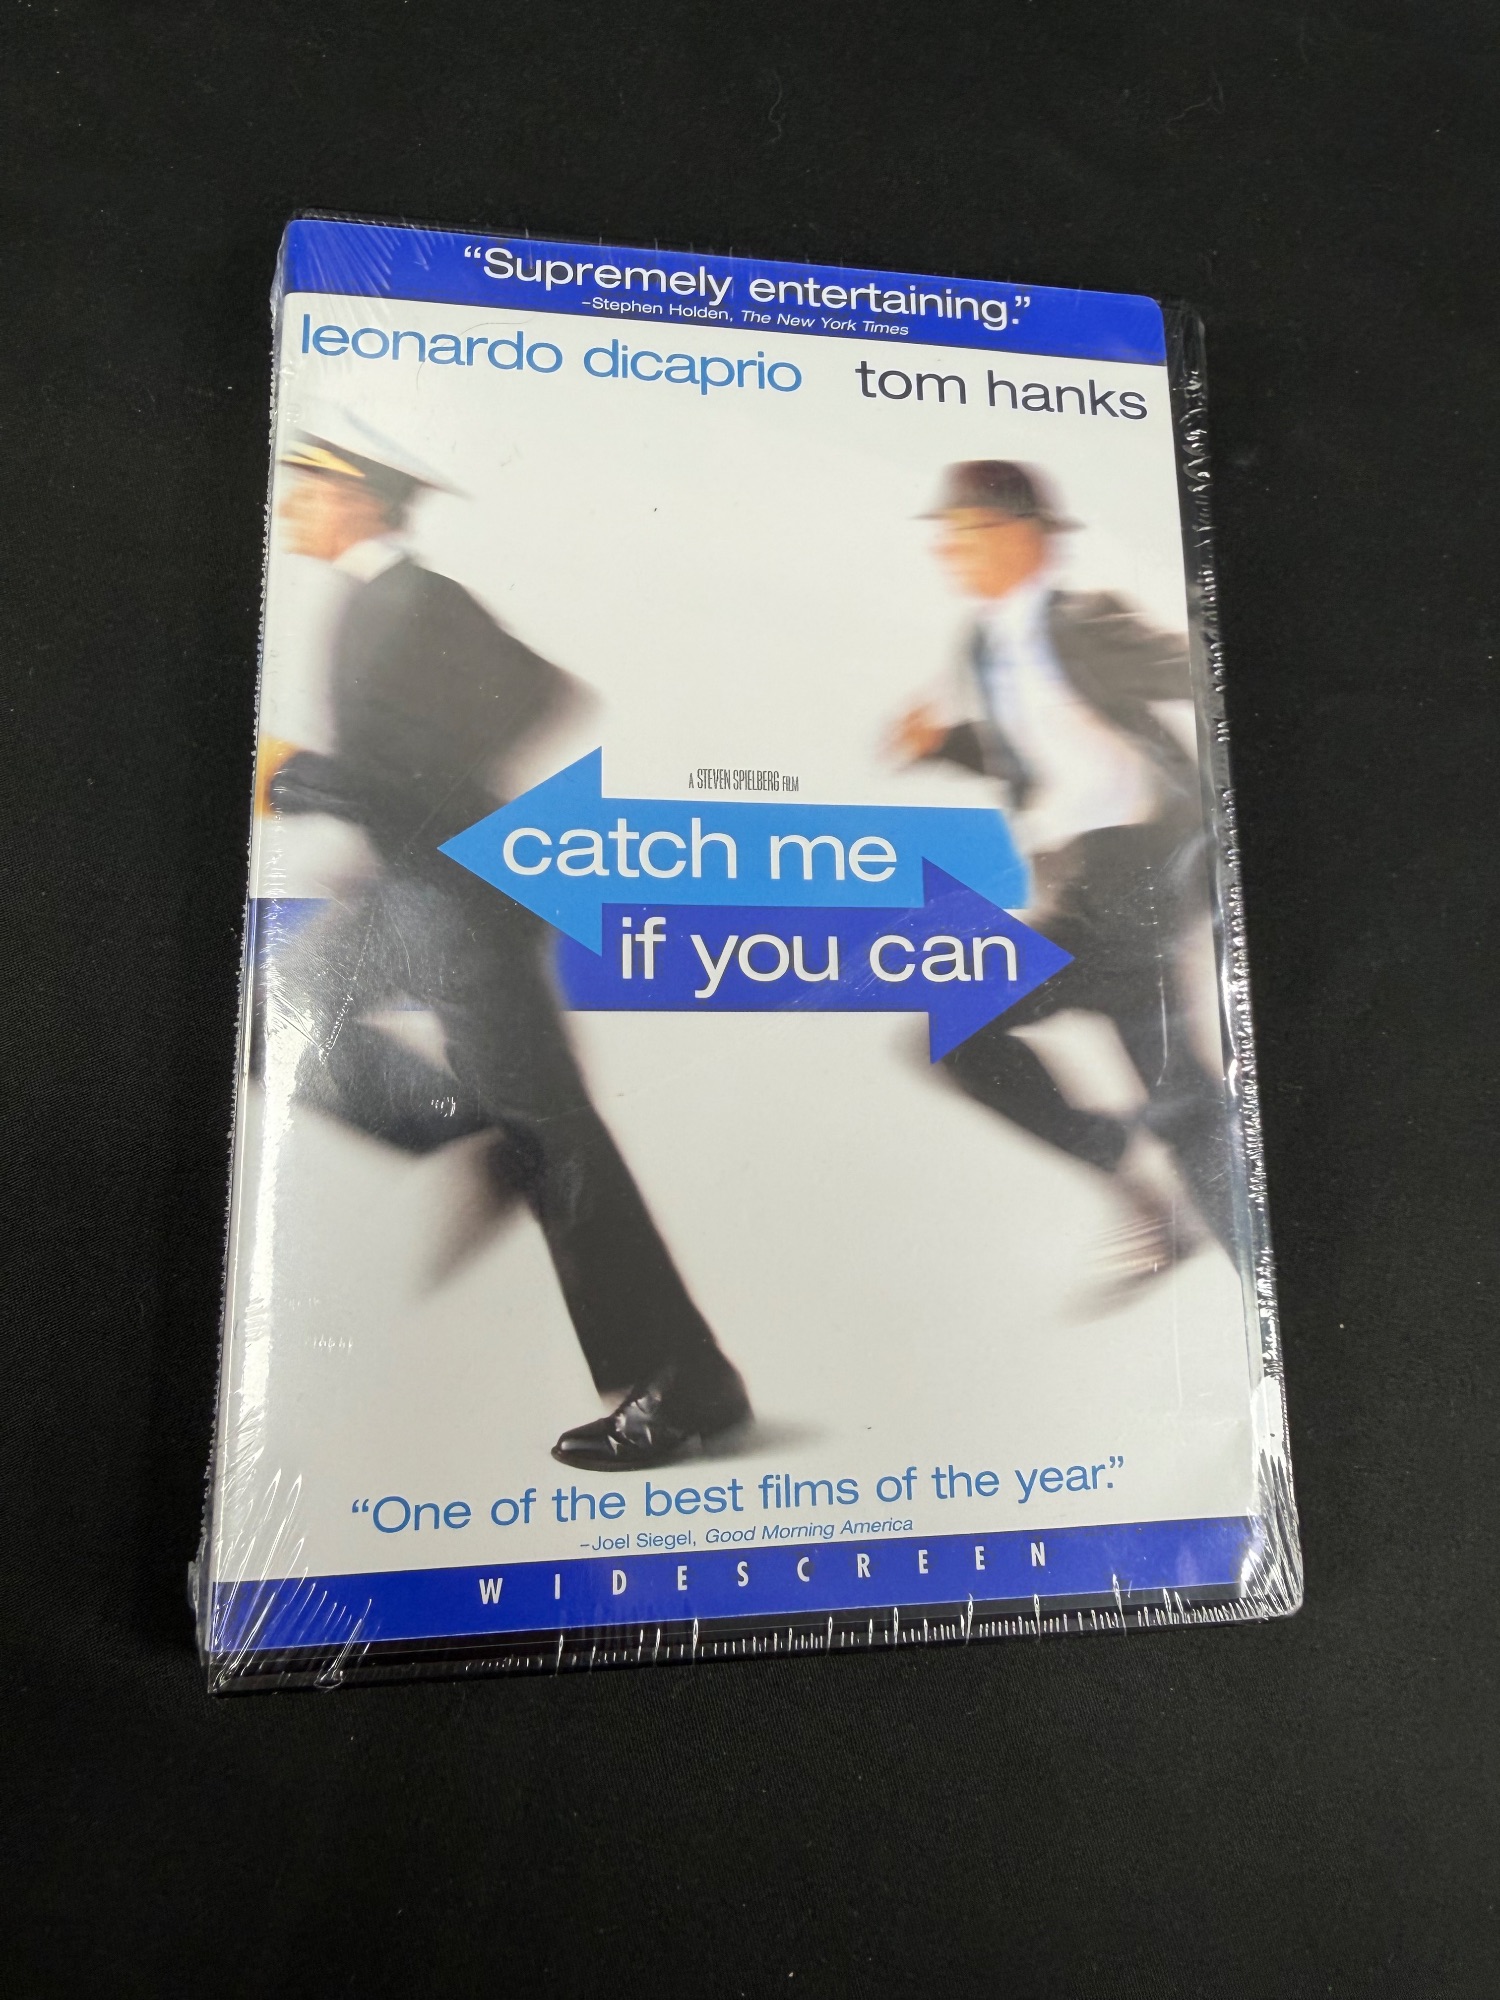 “Supremely entertaining.”
–Stephen Holden, The New York Times
leonardo dicaprio tom hanks
A STEVEN SPIELBERG FILM
catch me
if you can
“One of the best films of the year.”
–Joel Siegel, Good Morning America
WIDESCREEN